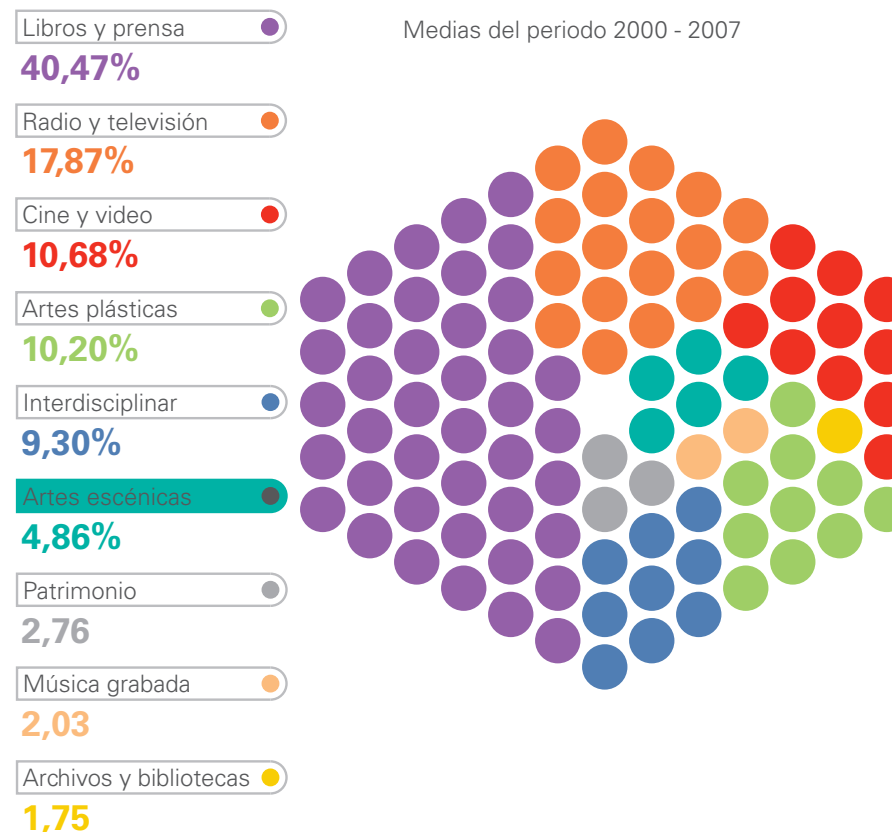 Medias del periodo 2000 - 2007
Libros y prensa
40,47%
Radio y televisión
17,87%
Cine y video
10,68%
Artes plásticas
10,20%
Interdisciplinar
9,30%
Artes escénicas
4,86%
Patrimonio
2,76
Música grabada
2,03
Archivos y bibliotecas
1,75